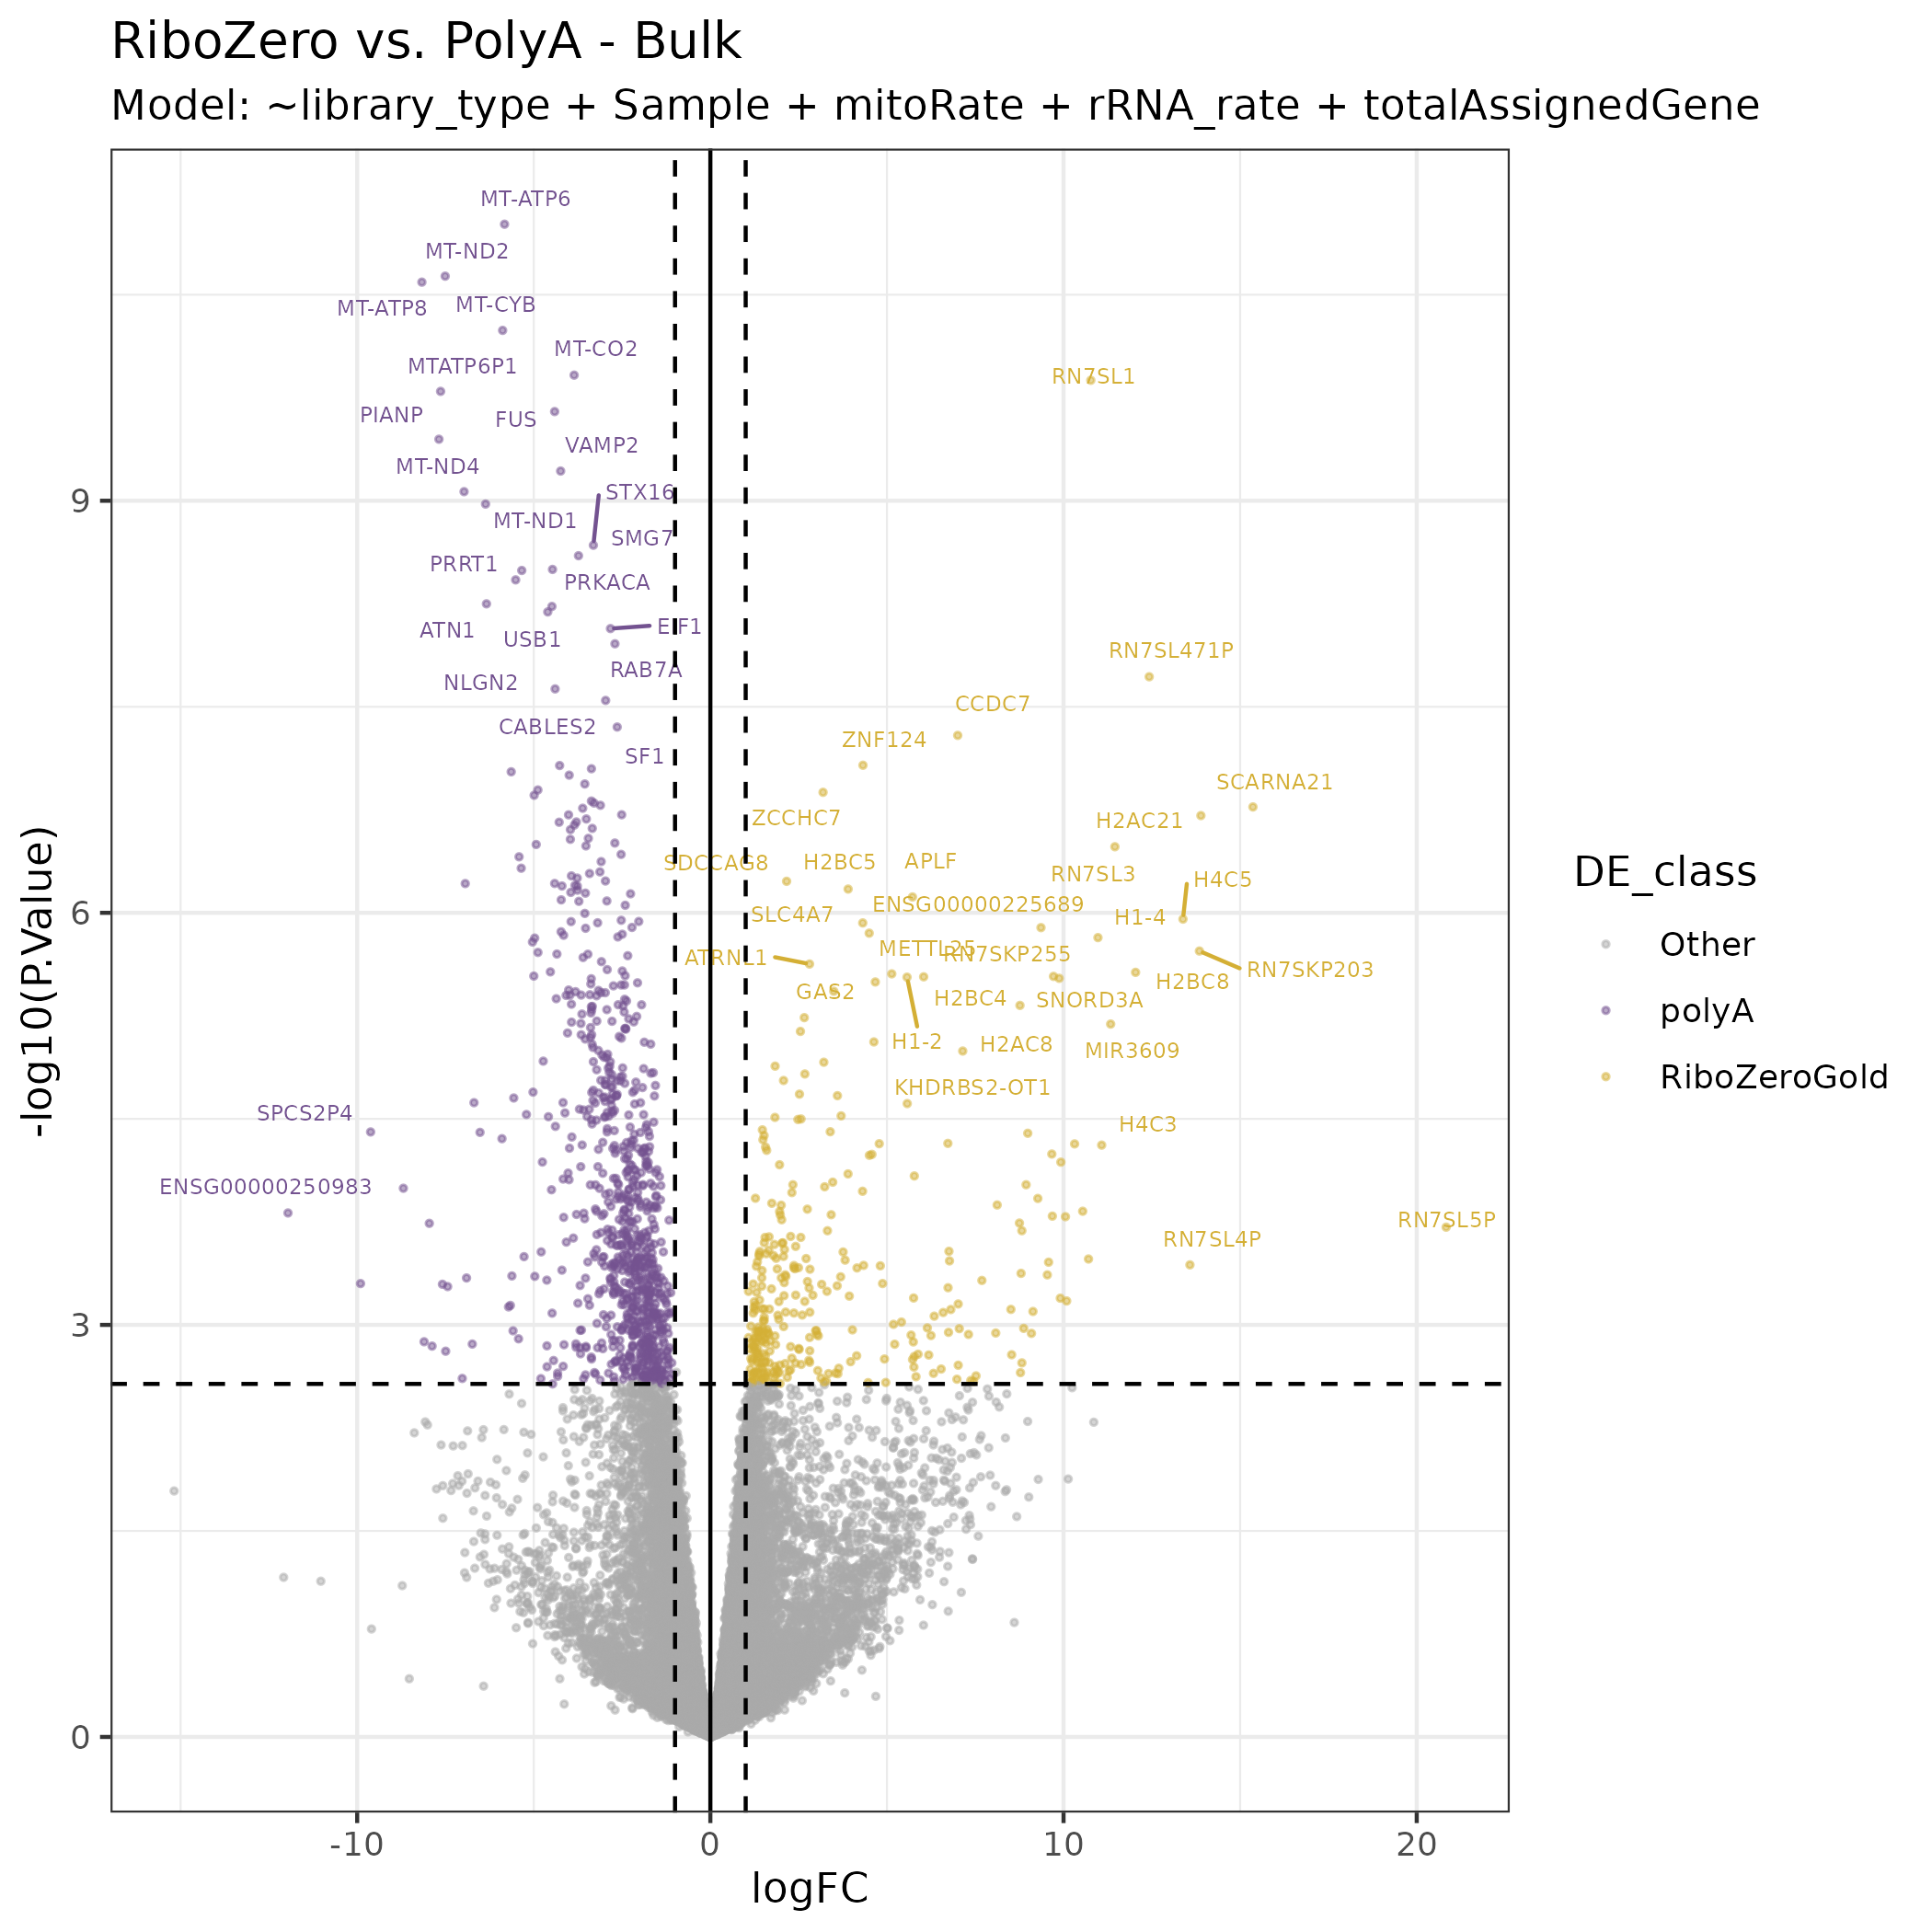 RiboZero vs. PolyA - Bulk
Model: ~library_type + Sample + mitoRate + rRNA_rate + totalAssignedGene
MT-ATP6
MT-ND2
MT-ATP8
MT-CYB
MT-CO2
MTATP6P1
RN7SL1
PIANP
FUS
VAMP2
MT-ND4
STX16
9
MT-ND1
SMG7
PRRT1
PRKACA
ATN1
USB1
EIF1
RN7SL471P
RAB7A
NLGN2
CCDC7
CABLES2
ZNF124
SF1
SCARNA21
ZCCHC7
H2AC21
SDCCAG8
H2BC5
APLF
RN7SL3
H4C5
ENSG00000225689
SLC4A7
H1-4
6
METTL25
RN7SKP255
ATRNL1
RN7SKP203
H2BC8
GAS2
H2BC4
SNORD3A
H1-2
H2AC8
MIR3609
KHDRBS2-OT1
SPCS2P4
H4C3
ENSG00000250983
RN7SL5P
RN7SL4P
3
0
-10
0
10
20
logFC
-log10(P.Value)
DE_class
Other
polyA
RiboZeroGold